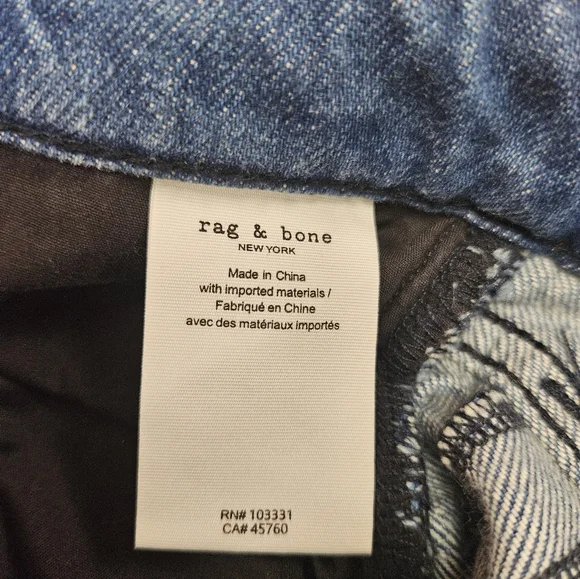 rag & bone
NEW YORK
Made in China
with imported materials /
Fabriqué en Chine
avec des matériaux importés
RN# 103331
CA# 45760